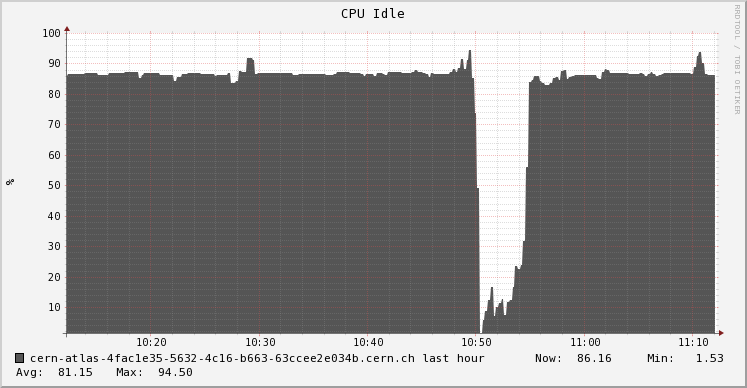 CPU Idle
RRDTOOL / TOBI OETIKER
100
90
80
70
60
50
40
30
20
10
%
10:20 10:30 10:40 10:50 11:00 11:10
cern-atlas-4fac1e35-5632-4c16-b663-63ccee2e034b.cern.ch last hour Now: 86.16 Min: 1.53
Avg: 81.15 Max: 94.50